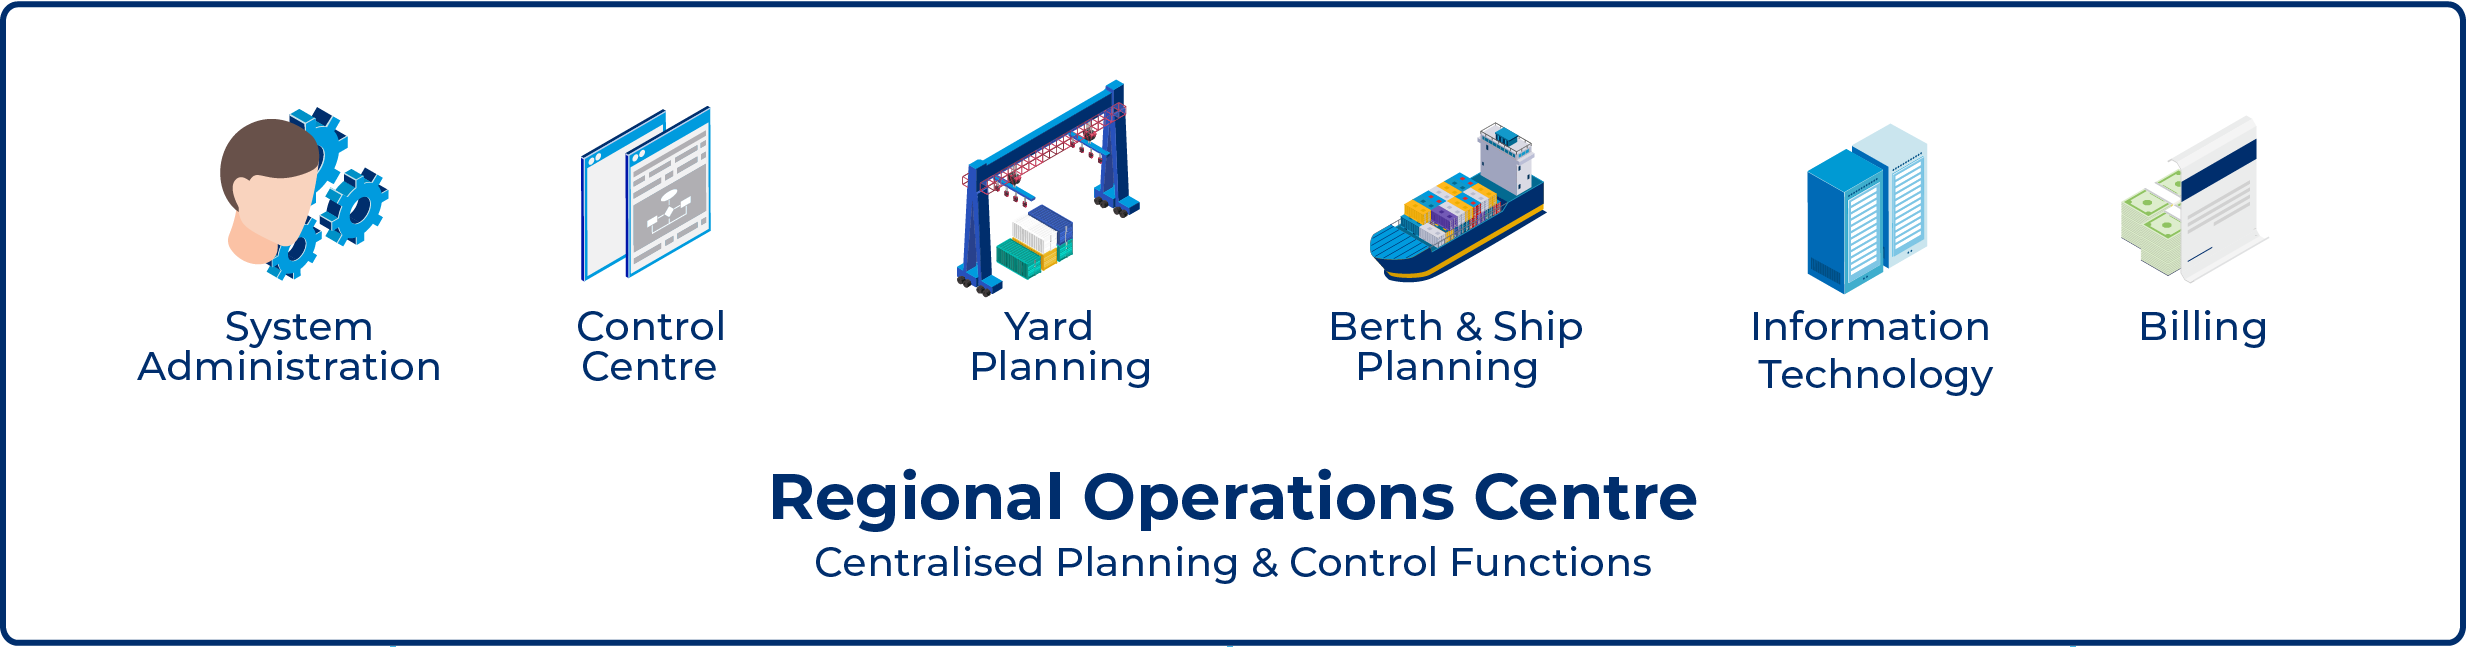 System
Administration
Control
Centre
Yard
Planning
Berth & Ship
Planning
Information
Technology
Billing
Regional Operations Centre
Centralised Planning & Control Functions